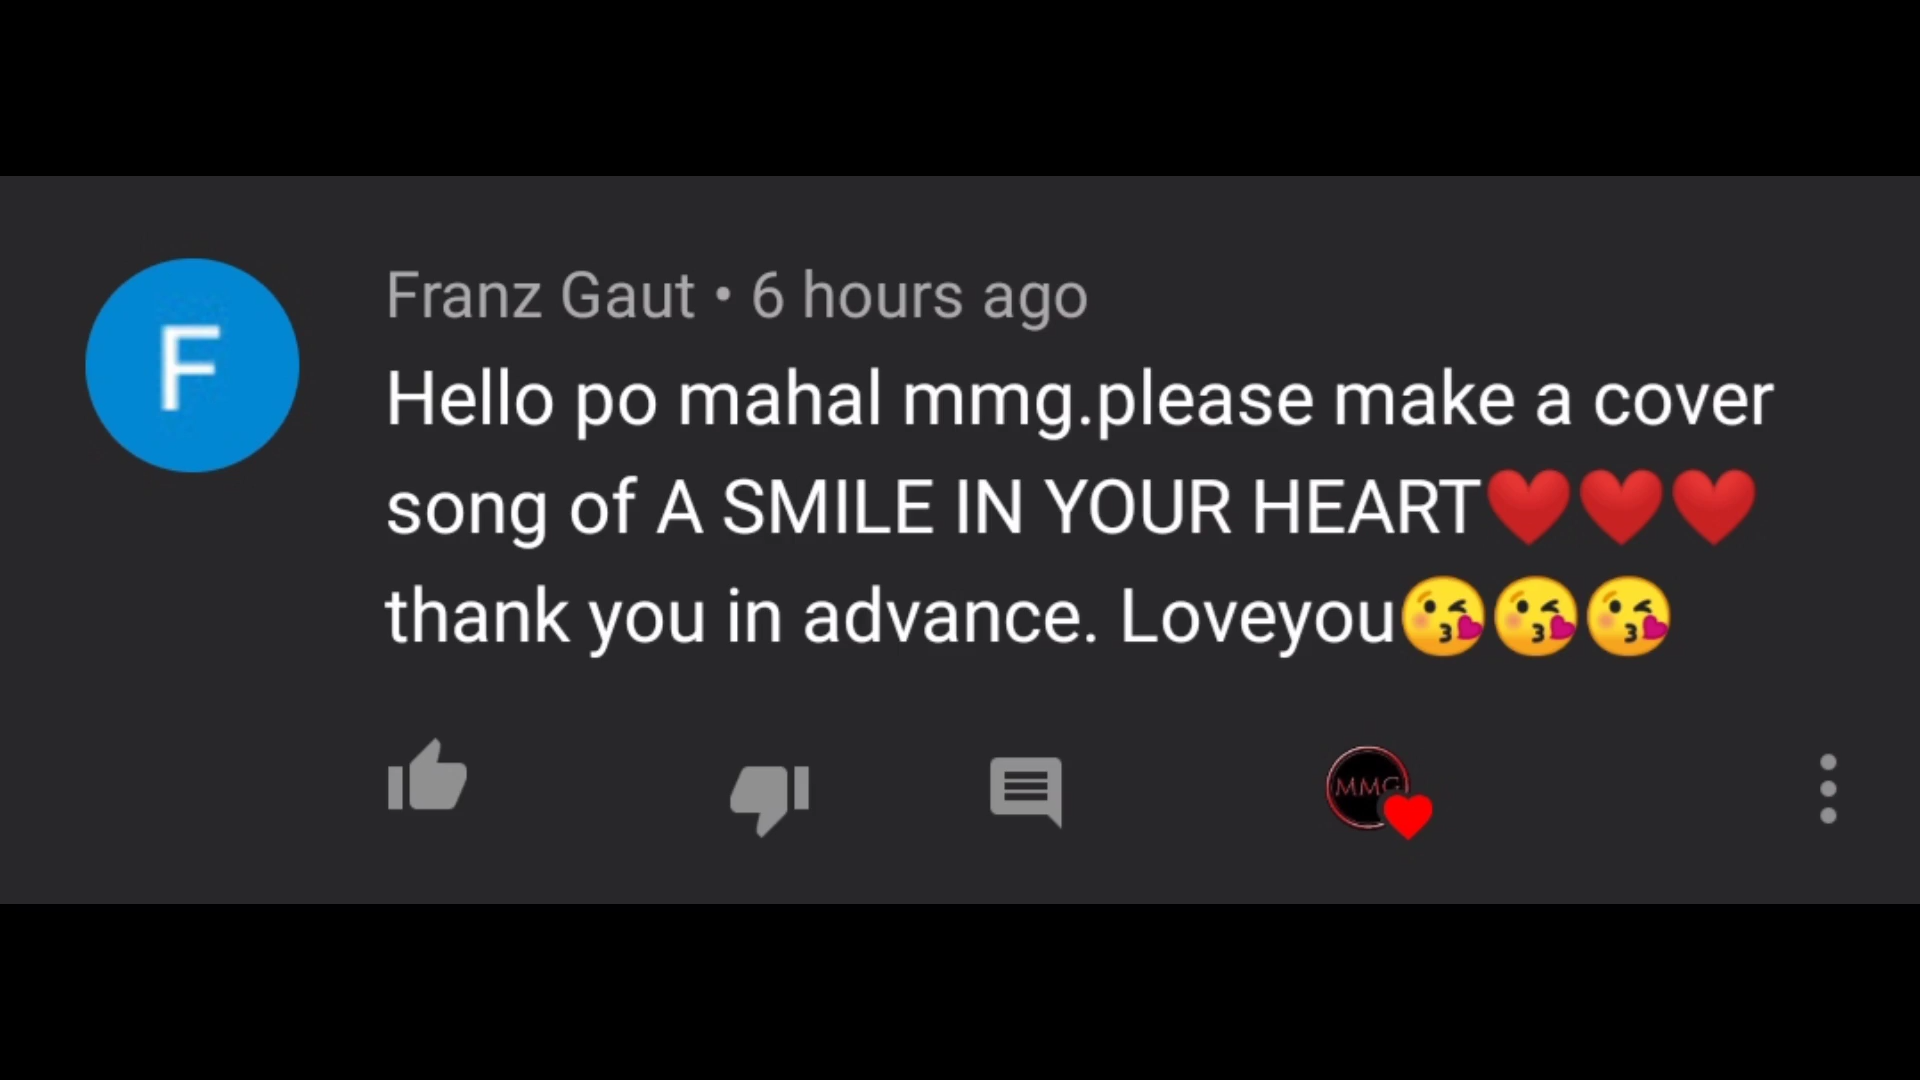 F
Franz Gaut • 6 hours ago
Hello po mahal mmg.please make a cover
song of A SMILE IN YOUR HEART❤️❤️❤️
thank you in advance. Loveyou😘😘😘
MMG